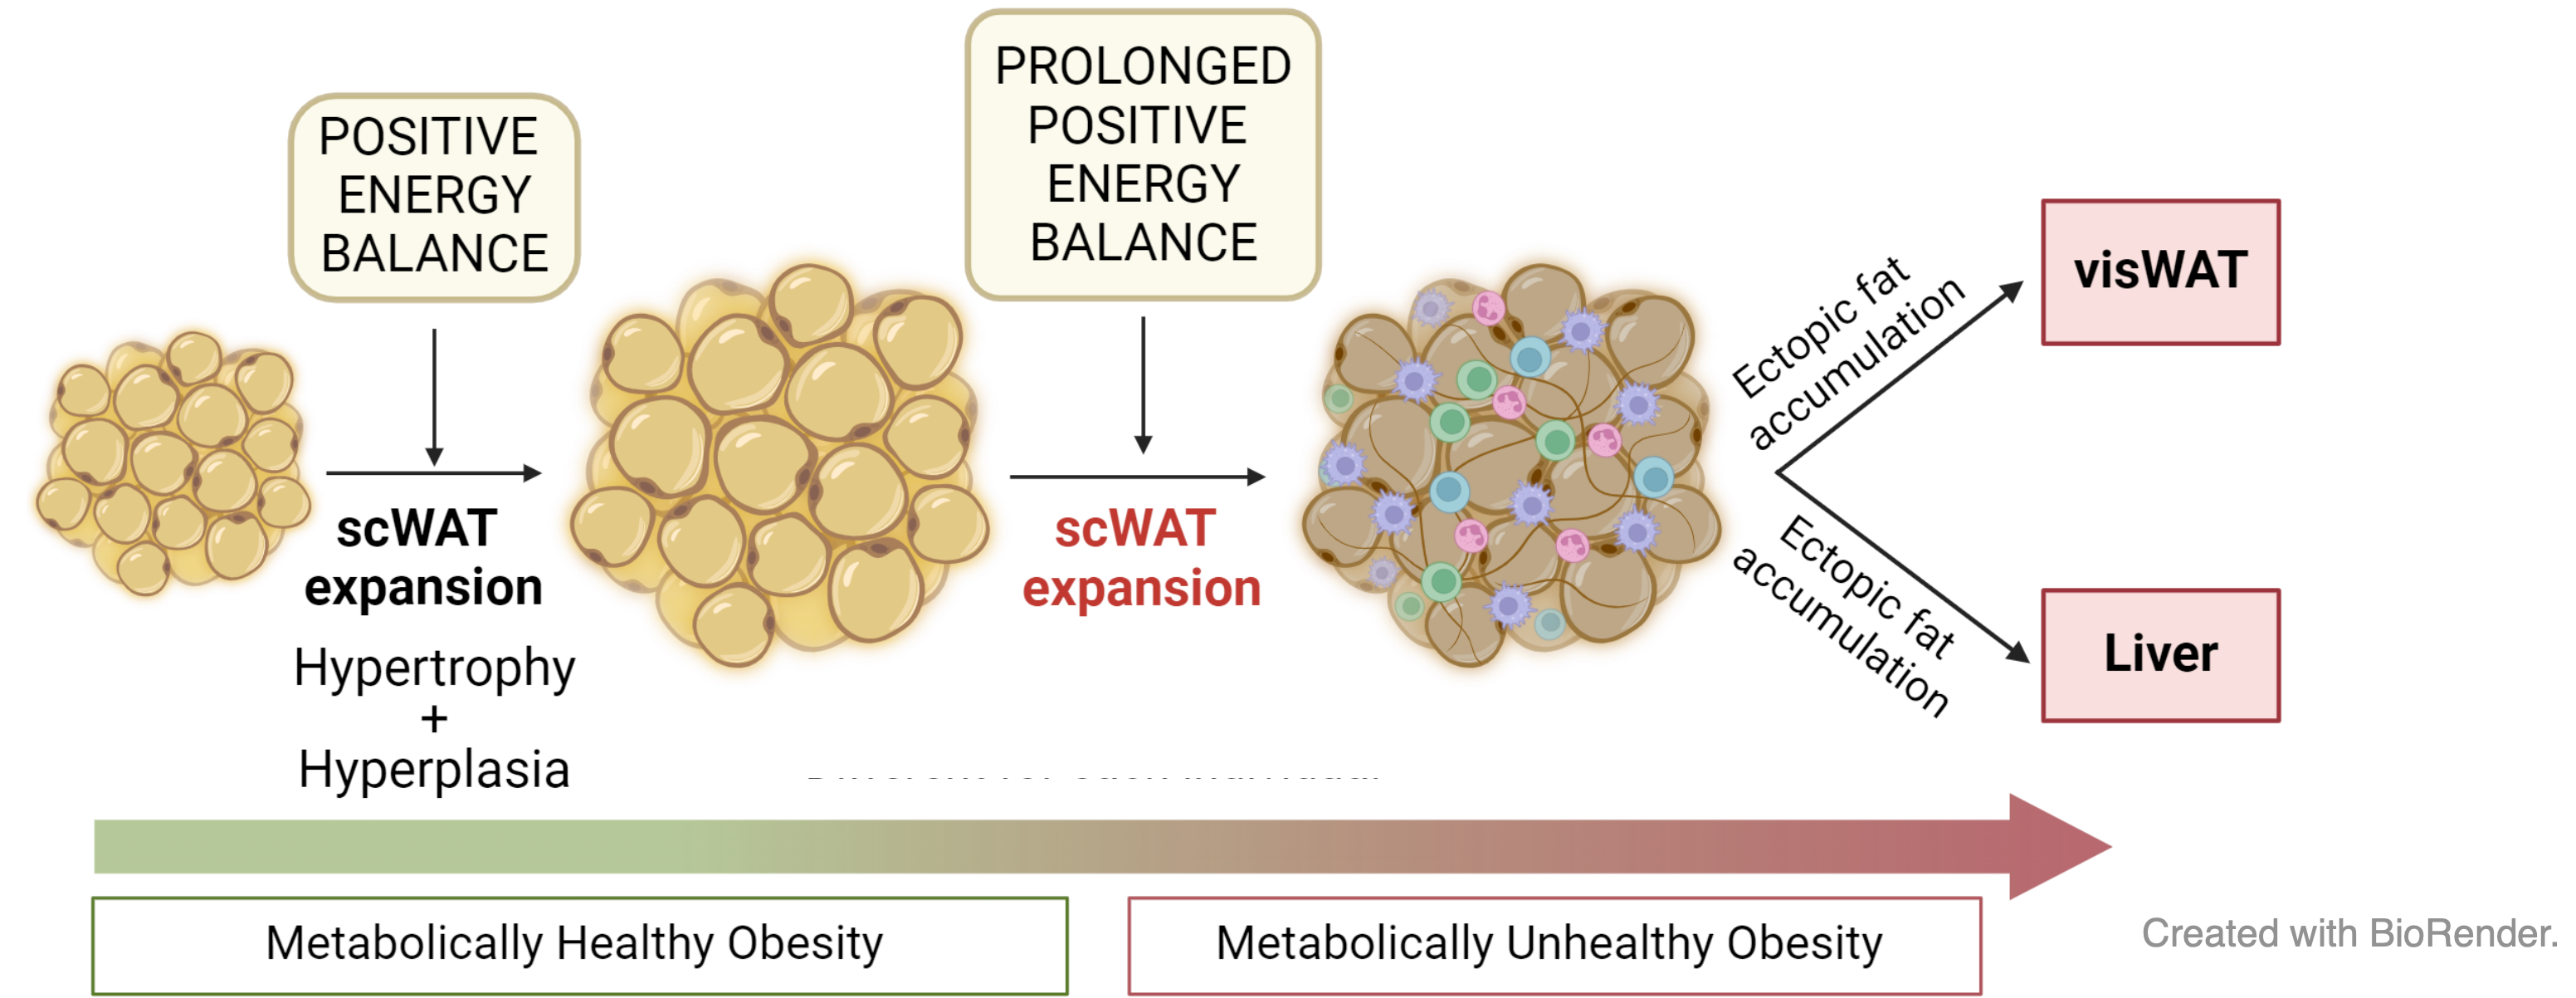 POSITIVE
ENERGY
BALANCE
PROLONGED
POSITIVE
ENERGY
BALANCE
scWAT
expansion
Hypertrophy
+
Hyperplasia
scWAT
expansion
Ectopic fat
accumulation
visWAT
Ectopic fat
accumulation
Liver
Metabolically Healthy Obesity
Metabolically Unhealthy Obesity
Created with BioRender.